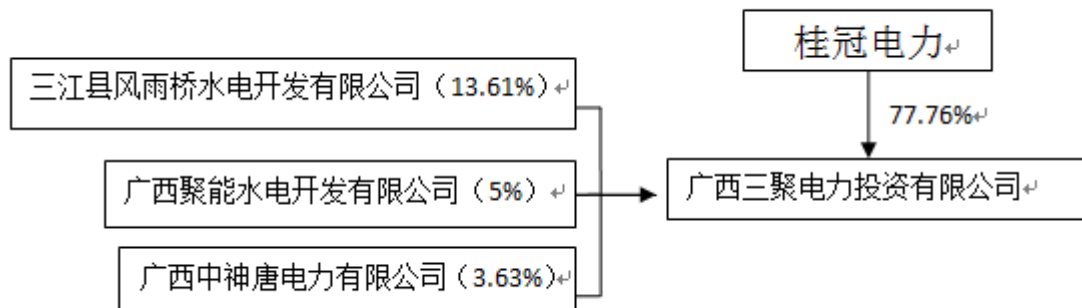 桂冠电力
三江县风雨桥水电开发有限公司（13.61%）
77.76%
广西聚能水电开发有限公司（5%）
广西三聚电力投资有限公司
广西中神唐电力有限公司（3.63%）